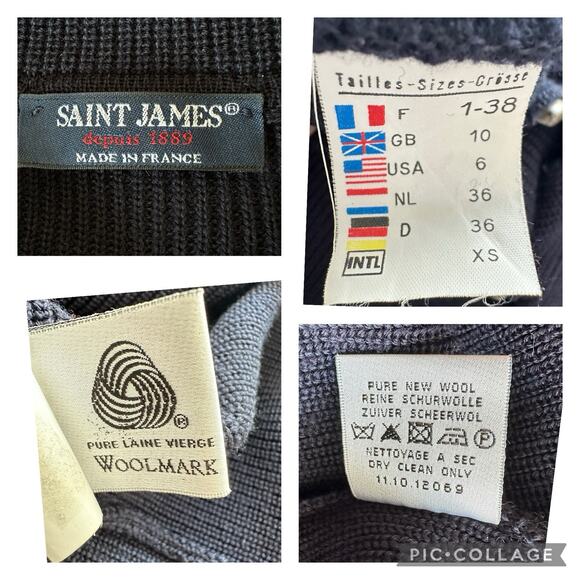 SAINT JAMES®
depuis 1889
MADE IN FRANCE
Tailles-Sizes-Grösse
F 1-38
GB 10
USA 6
NL 36
D 36
INTL XS
®
PURE LAINE VIERGE
WOOLMARK
PURE NEW WOOL
REINE SCHURWOLLE
ZUIVER SCHEERWOL
P
NETTOYAGE A SEC
DRY CLEAN ONLY
11.10.12069
PIC•COLLAGE